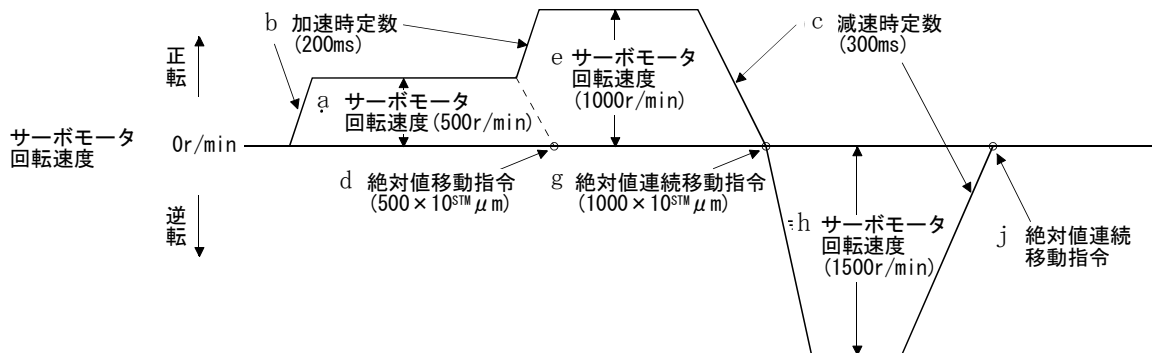 b 加速時定数
(200ms)
c 減速時定数
(300ms)
正転
e サーボモータ
回転速度
(1000r/min)
a サーボモータ
回転速度(500r/min)
サーボモータ
回転速度
0r/min
d 絶対値移動指令
(500×10^STM μm)
g 絶対値連続移動指令
(1000×10^STM μm)
逆転
h サーボモータ
回転速度
(1500r/min)
j 絶対値連続
移動指令